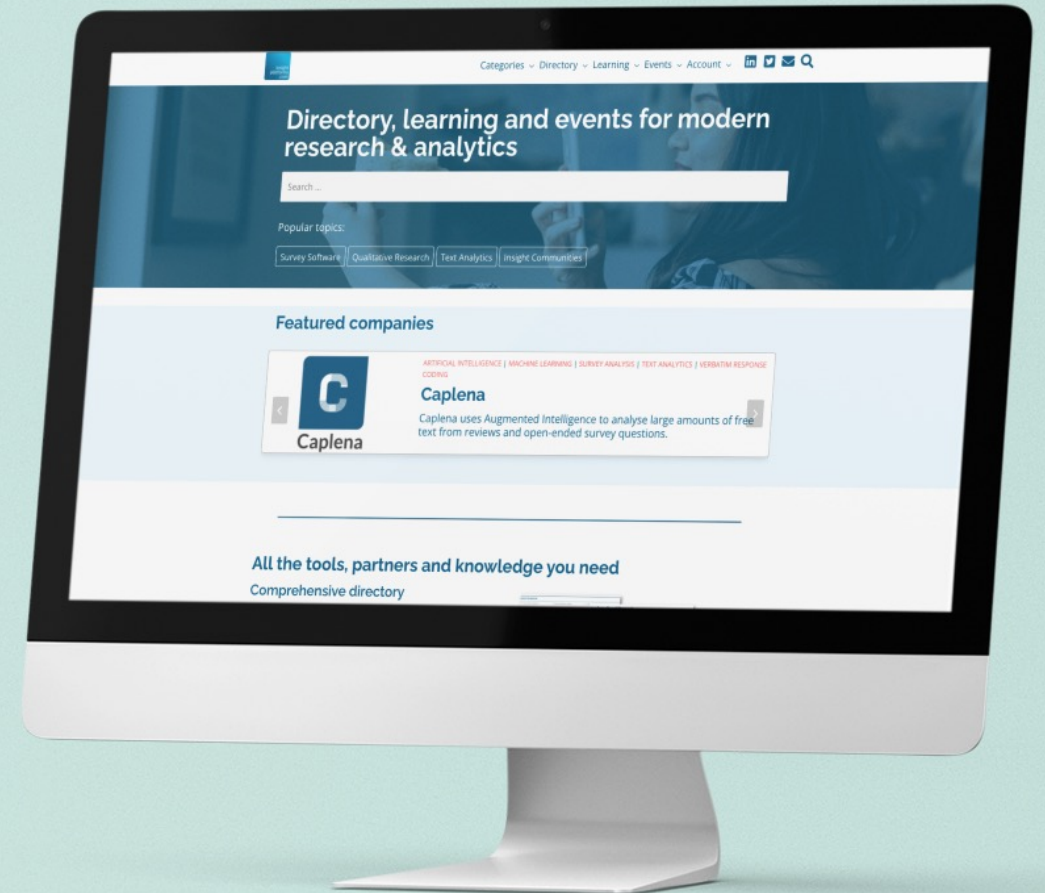 Categories Directory Learning Events Account
Directory, learning and events for modern
research & analytics
Search ...
Popular topics:
Survey Software Qualitative Research Text Analytics Insight Communities
Featured companies
ARTIFICIAL INTELLIGENCE | MACHINE LEARNING | SURVEY ANALYSIS | TEXT ANALYTICS | VERBATIM RESPONSE
CODING
Caplena
Caplena uses Augmented Intelligence to analyse large amounts of free
text from reviews and open-ended survey questions.
Caplena
All the tools, partners and knowledge you need
Comprehensive directory